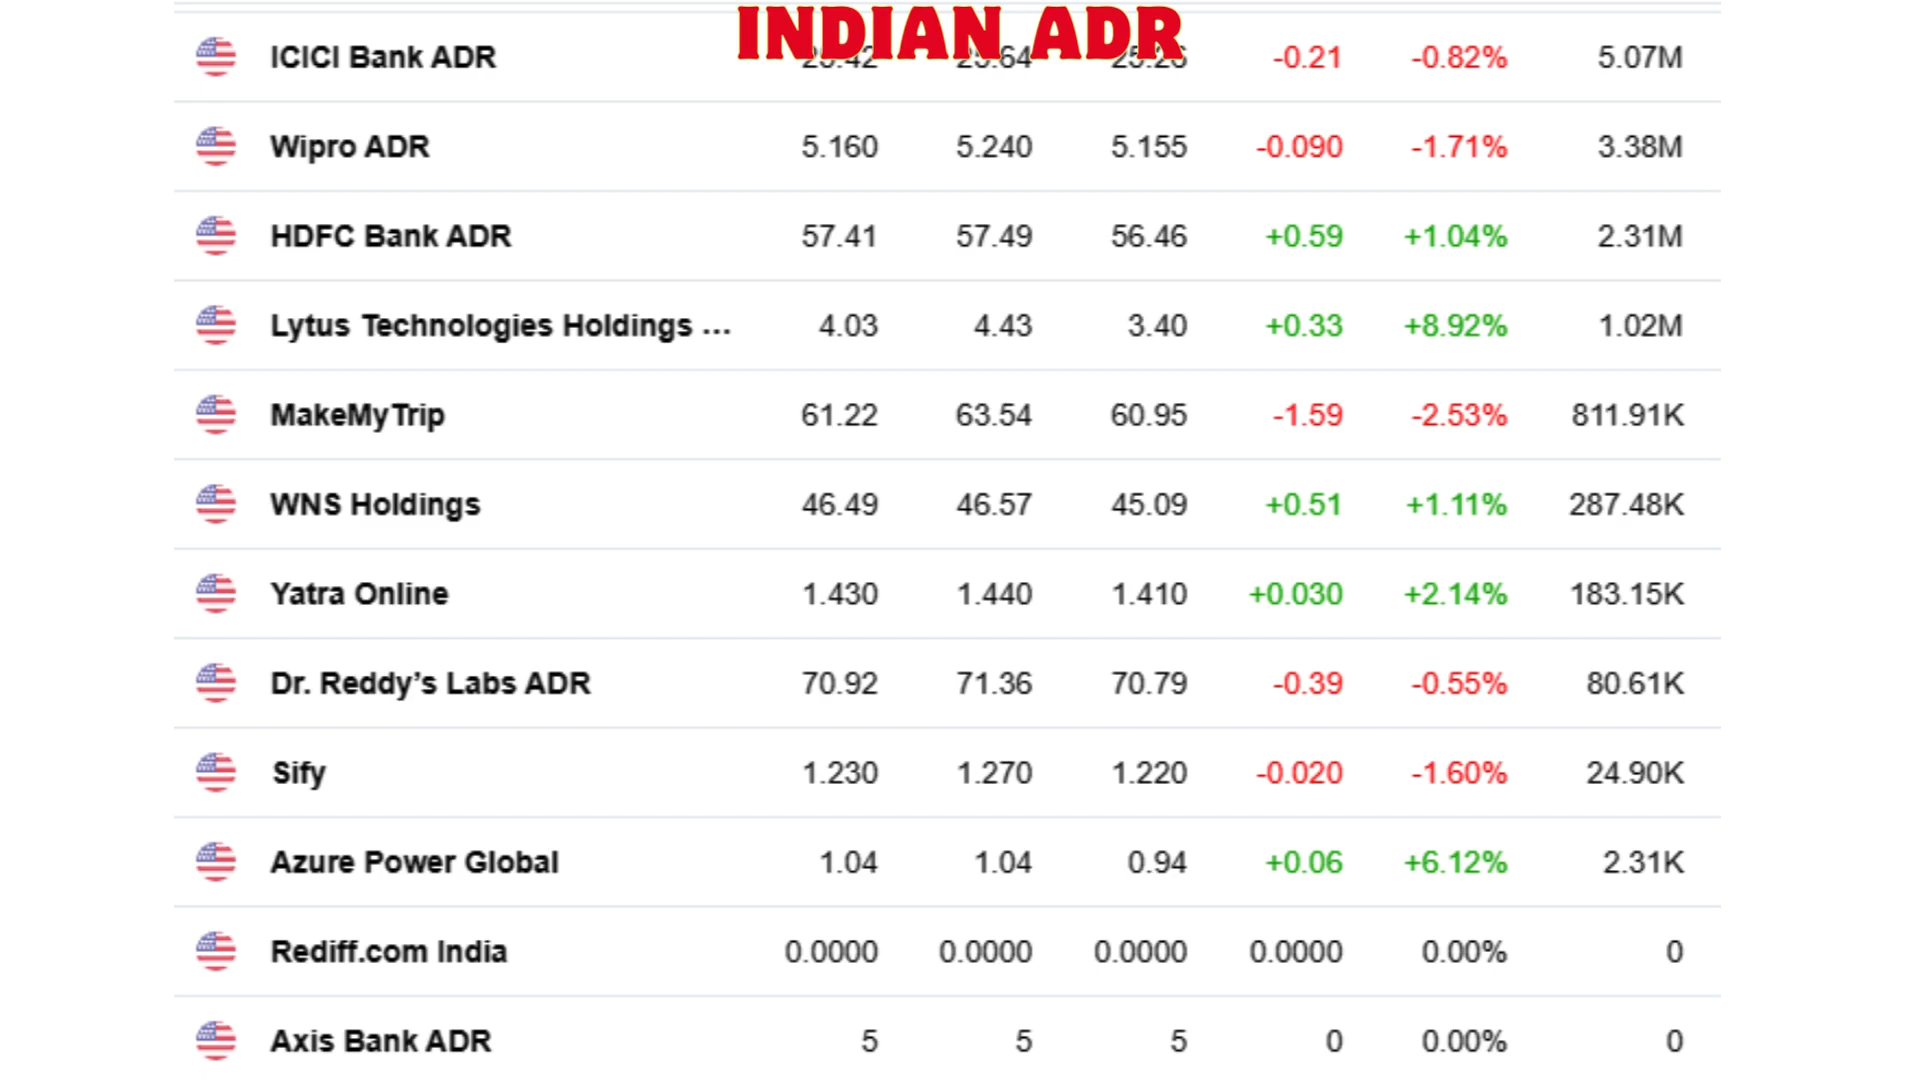 INDIAN ADR
ICICI Bank ADR 25.42 25.64 25.26 -0.21 -0.82% 5.07M
Wipro ADR 5.160 5.240 5.155 -0.090 -1.71% 3.38M
HDFC Bank ADR 57.41 57.49 56.46 +0.59 +1.04% 2.31M
Lytus Technologies Holdings ... 4.03 4.43 3.40 +0.33 +8.92% 1.02M
MakeMyTrip 61.22 63.54 60.95 -1.59 -2.53% 811.91K
WNS Holdings 46.49 46.57 45.09 +0.51 +1.11% 287.48K
Yatra Online 1.430 1.440 1.410 +0.030 +2.14% 183.15K
Dr. Reddy’s Labs ADR 70.92 71.36 70.79 -0.39 -0.55% 80.61K
Sify 1.230 1.270 1.220 -0.020 -1.60% 24.90K
Azure Power Global 1.04 1.04 0.94 +0.06 +6.12% 2.31K
Rediff.com India 0.0000 0.0000 0.0000 0.0000 0.00% 0
Axis Bank ADR 5 5 5 0 0.00% 0